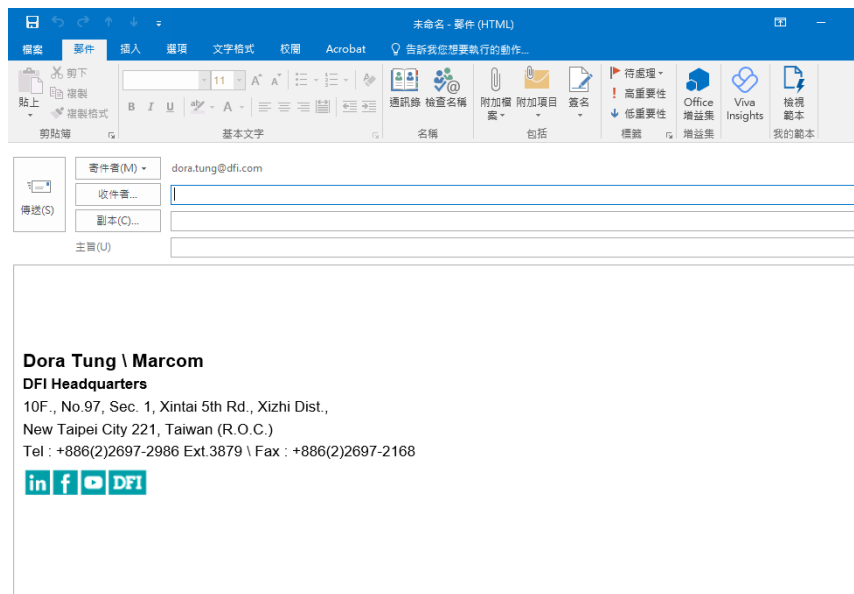 未命名 - 郵件 (HTML)
檔案 郵件 插入 選項 文字格式 校閱 Acrobat 告訴我您想要執行的動作...
貼上 剪下 複製 複製格式
剪貼簿
11 A A
B I U ab A
基本文字
通訊錄 檢查名稱
名稱
附加檔案 附加項目 簽名
包括
待處理
高重要性
低重要性
標籤
Office 增益集
增益集
Viva Insights
檢視範本
我的範本
傳送(S)
寄件者(M) dora.tung@dfi.com
收件者...
副本(C)...
主旨(U)
Dora Tung \ Marcom
DFI Headquarters
10F., No.97, Sec. 1, Xintai 5th Rd., Xizhi Dist.,
New Taipei City 221, Taiwan (R.O.C.)
Tel : +886(2)2697-2986 Ext.3879 \ Fax : +886(2)2697-2168
in f DFI